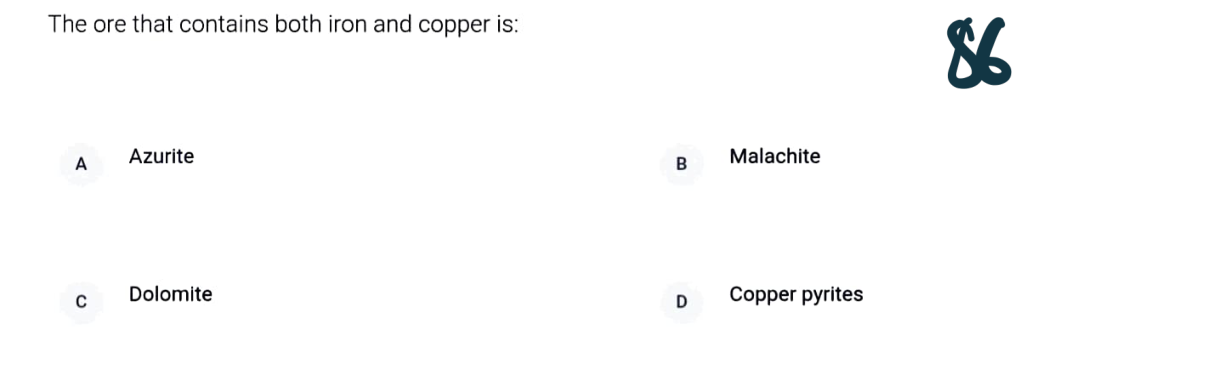 The ore that contains both iron and copper is:
86
A Azurite
B Malachite
C Dolomite
D Copper pyrites